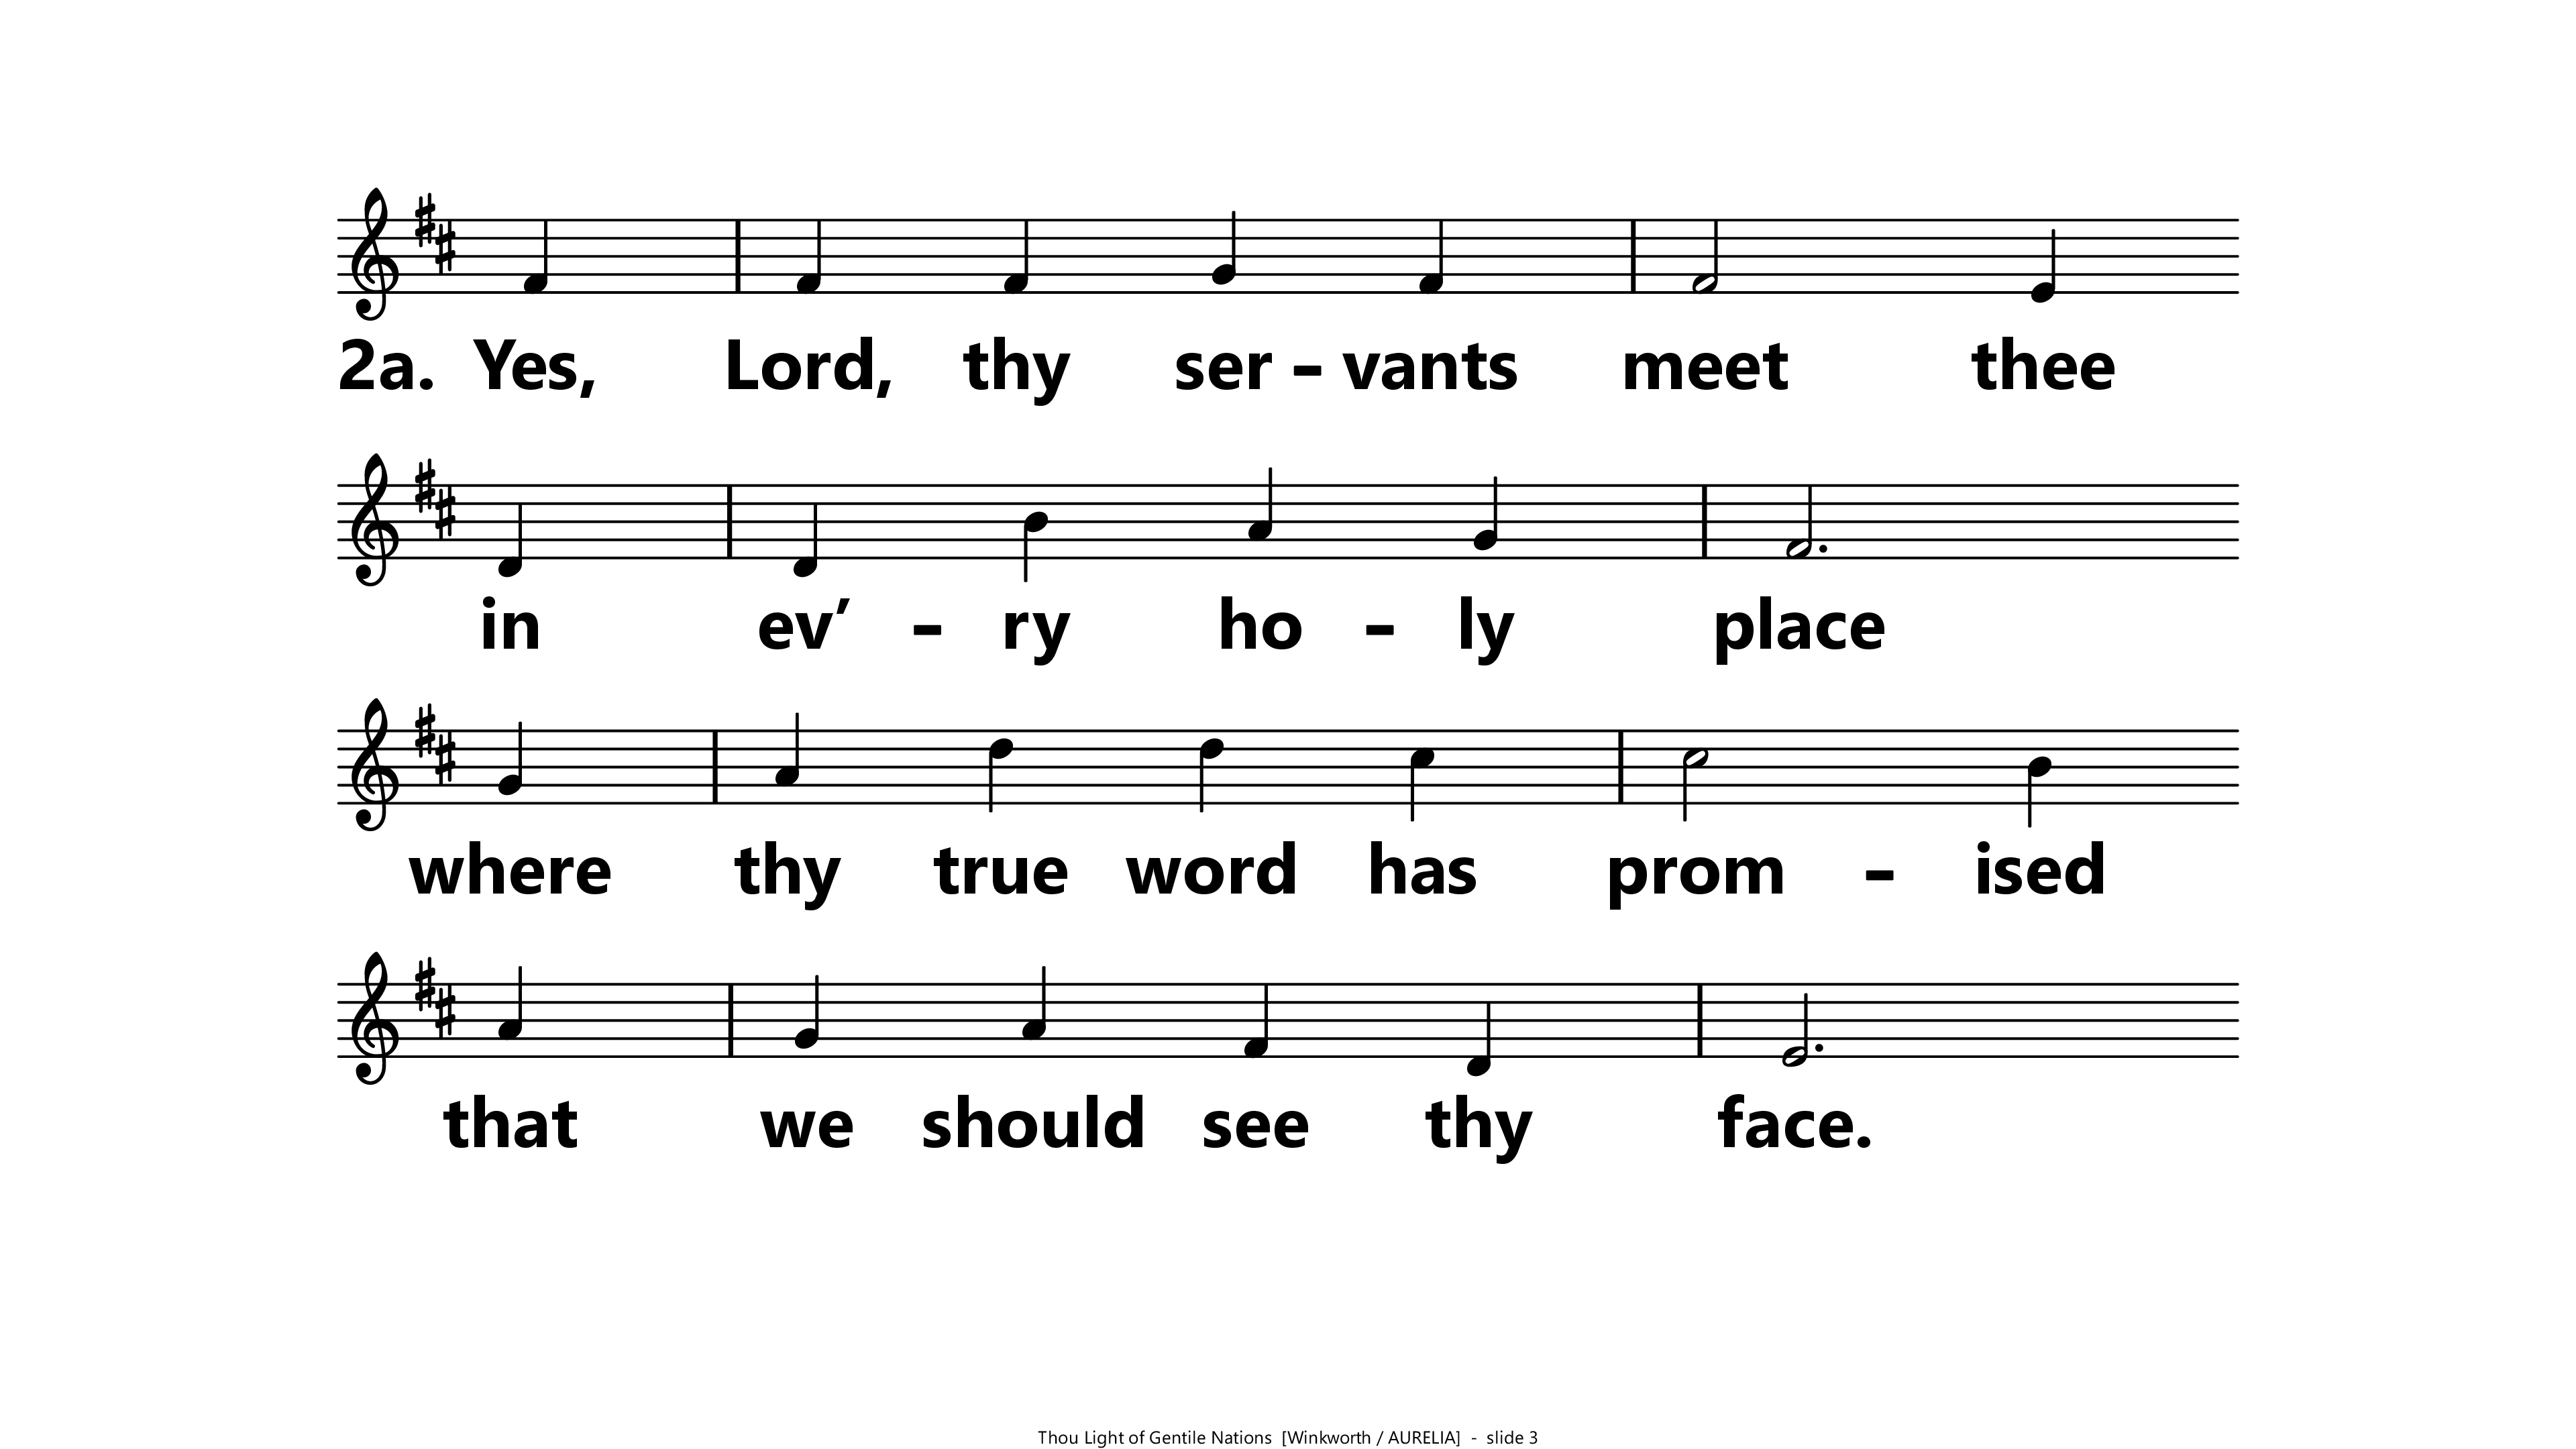 2a. Yes, Lord, thy ser - vants meet thee
in ev’ - ry ho - ly place
where thy true word has prom - ised
that we should see thy face.
Thou Light of Gentile Nations [Winkworth / AURELIA] - slide 3